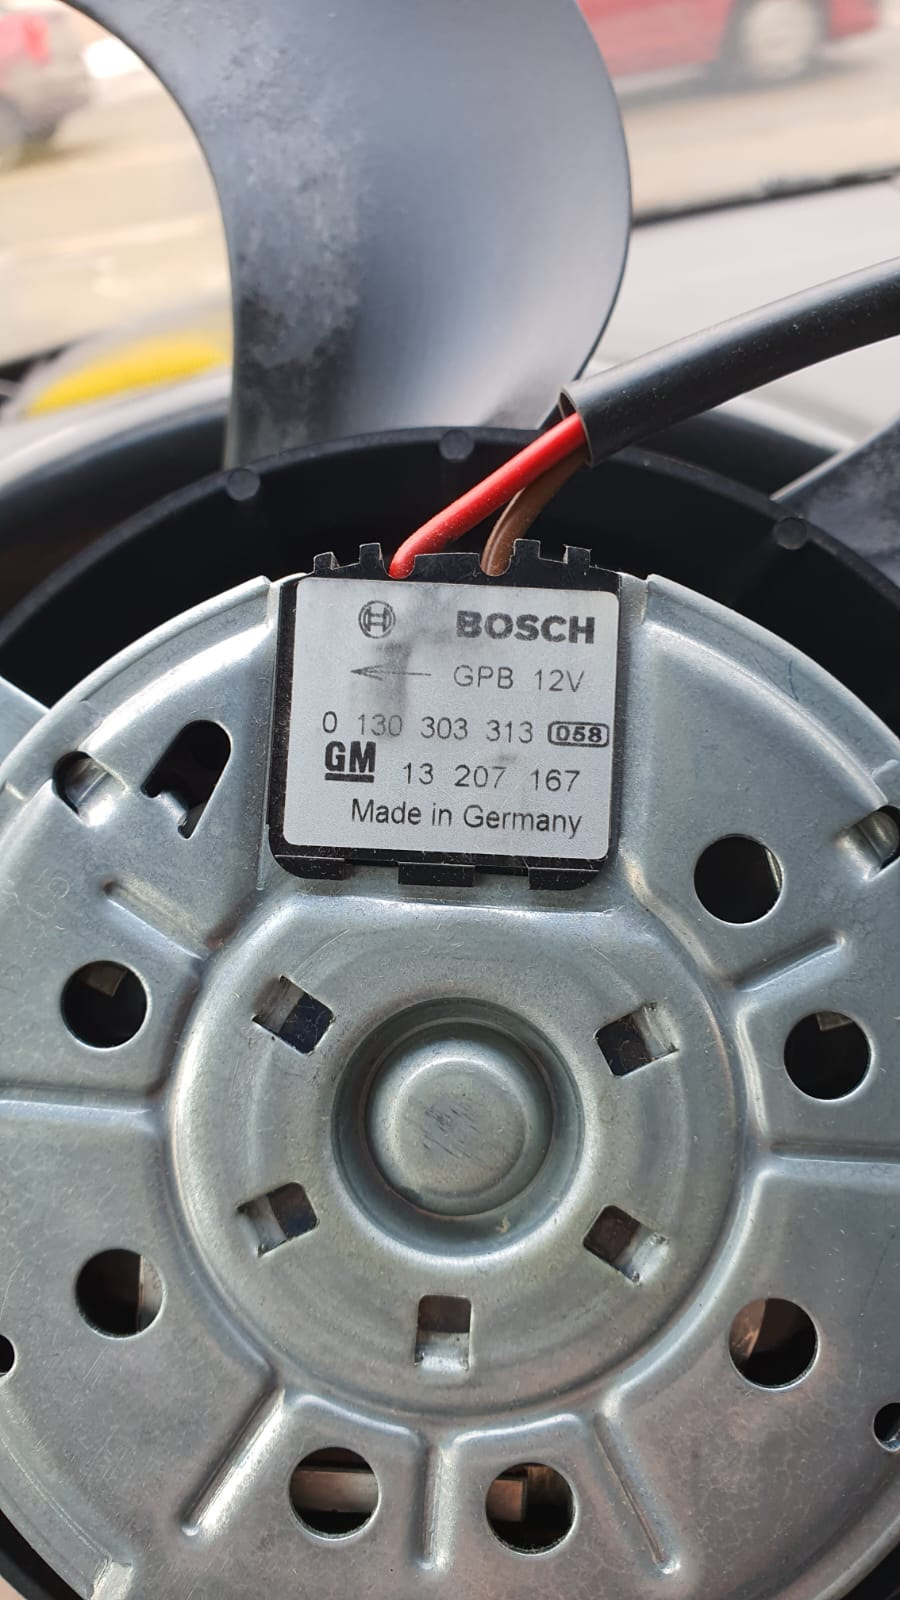 BOSCH
GPB 12V
0 130 303 313 058
GM 13 207 167
Made in Germany